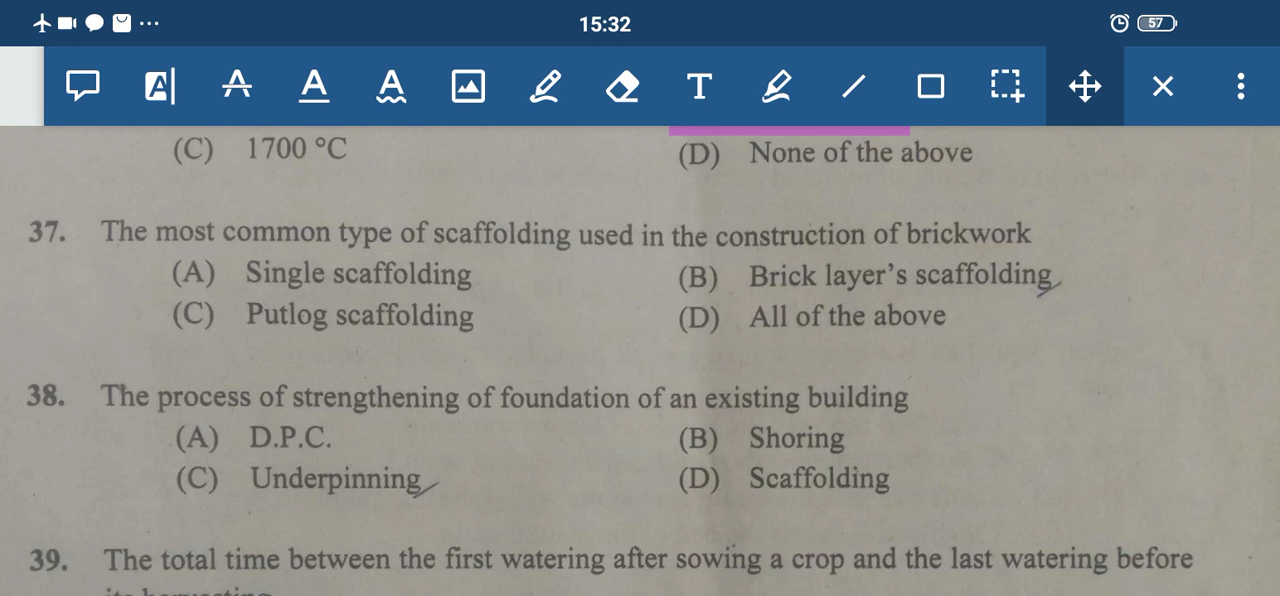 15:32
57
(C) 1700 °C
(D) None of the above
37. The most common type of scaffolding used in the construction of brickwork
(A) Single scaffolding
(B) Brick layer's scaffolding
(C) Putlog scaffolding
(D) All of the above
38. The process of strengthening of foundation of an existing building
(A) D.P.C.
(B) Shoring
(C) Underpinning
(D) Scaffolding
39. The total time between the first watering after sowing a crop and the last watering before
its harvesting